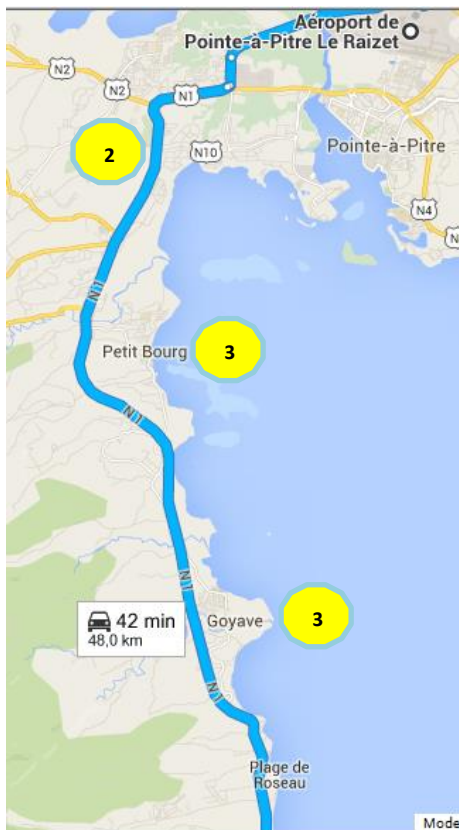 Aéroport de
Pointe-à-Pitre Le Raizet
N2
N2
N1
2
N10
Pointe-à-Pitre
N4
N
N1
Petit Bourg
3
N1
N1
42 min
48,0 km
Goyave
3
N1
Plage de
Roseau
Mode